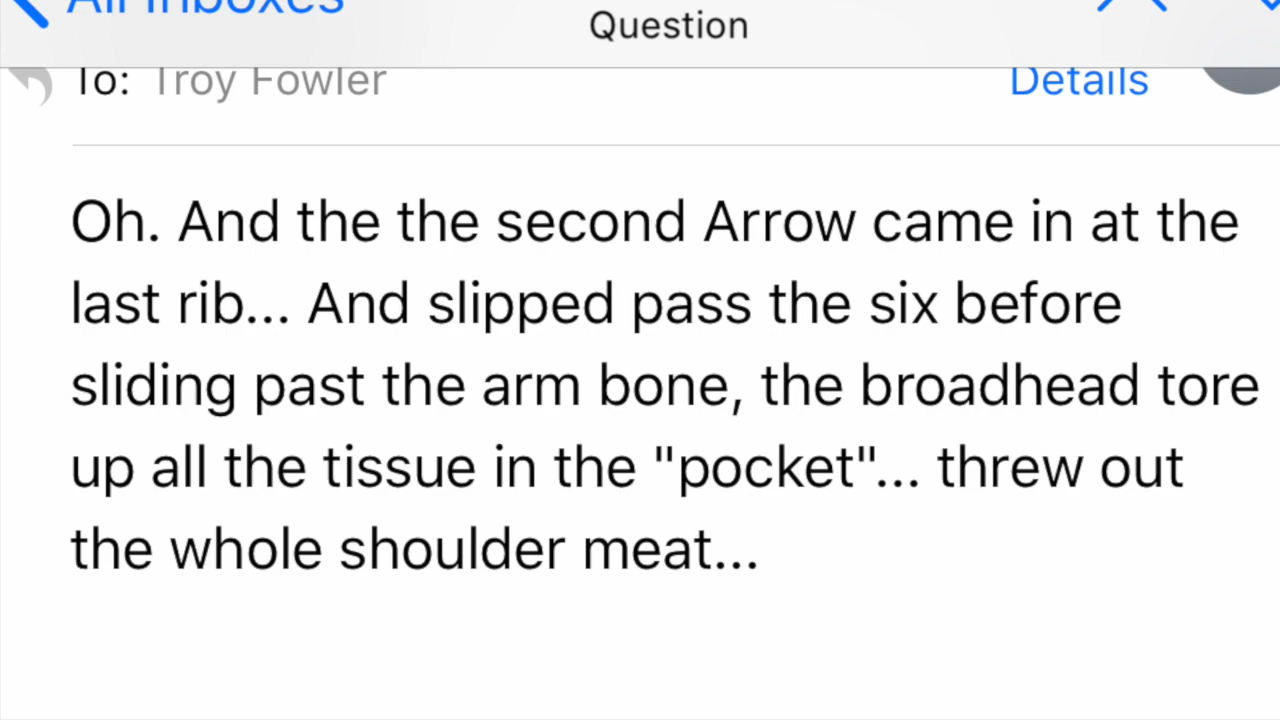 All Inboxes
Question
To: Troy Fowler
Details
Oh. And the the second Arrow came in at the
last rib... And slipped pass the six before
sliding past the arm bone, the broadhead tore
up all the tissue in the "pocket"... threw out
the whole shoulder meat...